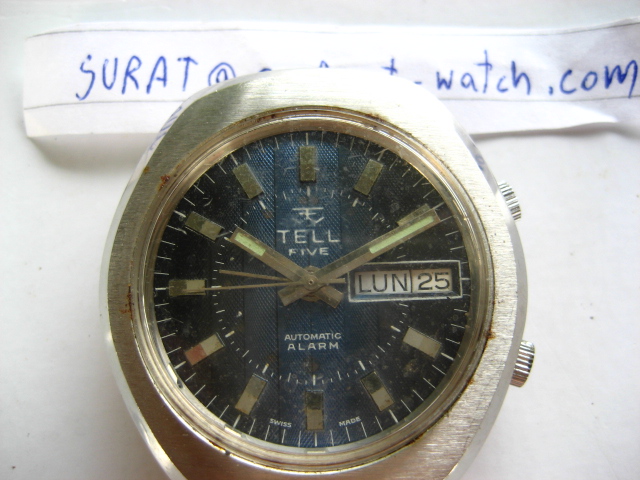 SURAT@ -watch.com
TELL
FIVE
LUN 25
AUTOMATIC
ALARM
SWISS MADE